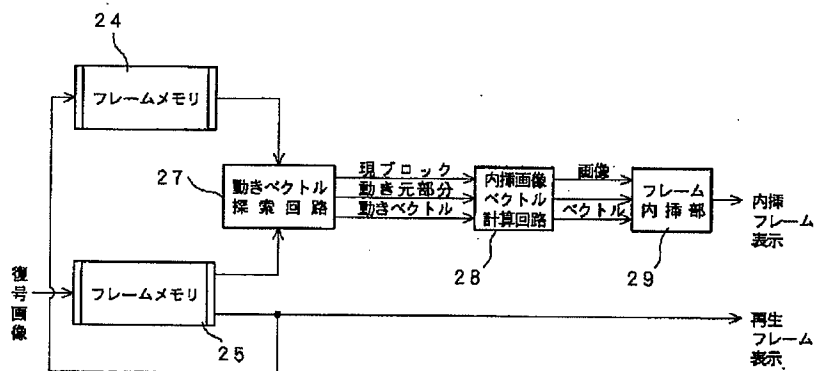 24
フレームメモリ
27
動きベクトル
探索回路
現ブロック
動き元部分
動きベクトル
内挿画像
ベクトル
計算回路
28
画像
ベクトル
フレーム
内挿部
29
内挿
フレーム
表示
復号画像
フレームメモリ
25
再生
フレーム
表示